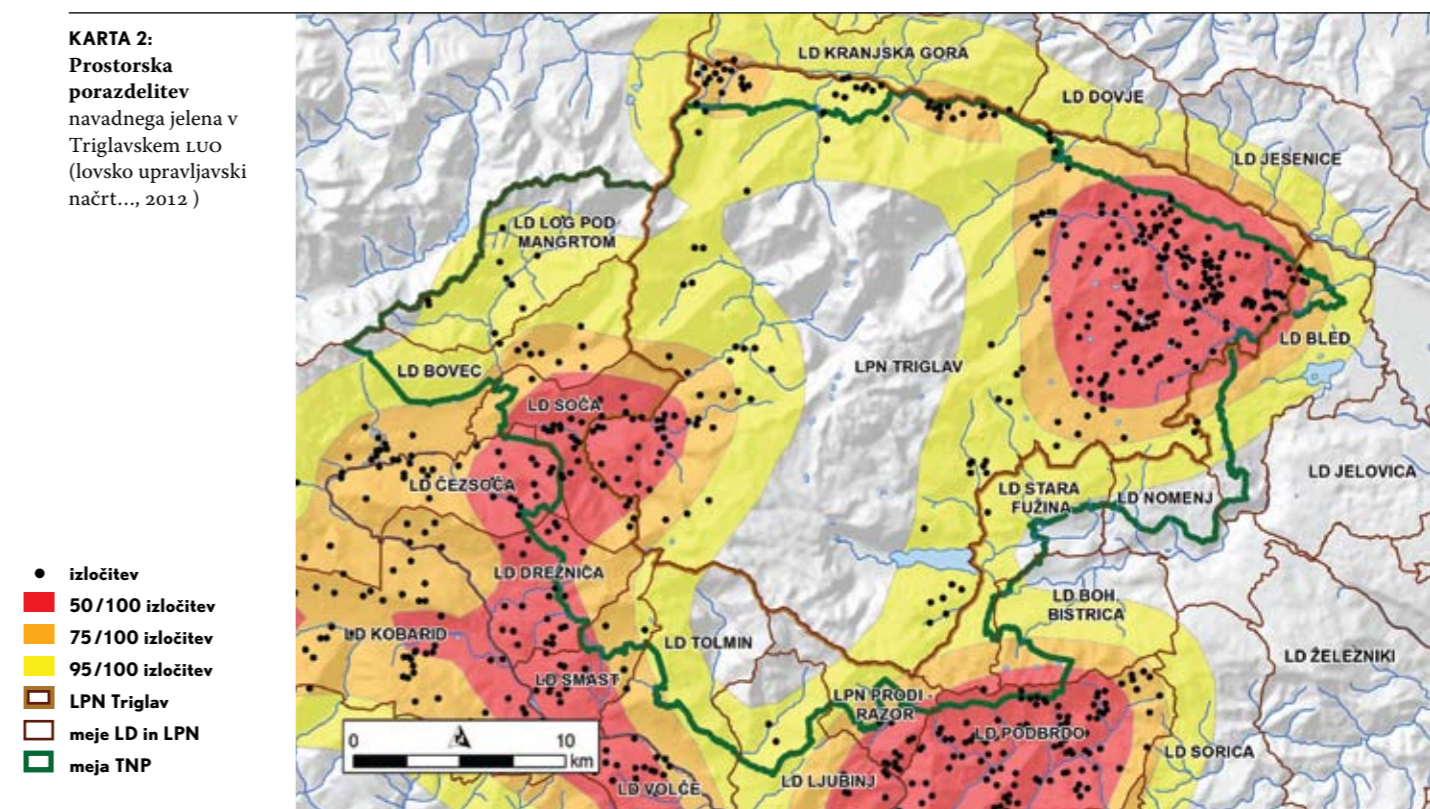 KARTA 2:
Prostorska
porazdelitev
navadnega jelena v
Triglavskem LUO
(lovsko upravljavski
načrt..., 2012 )
izločitev
50/100 izločitev
75/100 izločitev
95/100 izločitev
LPN Triglav
meje LD in LPN
meja TNP
LD KRANJSKA GORA
LD DOVJE
LD JESENICE
LD LOG POD
MANGRTOM
LD BLED
LD BOVEC
LPN TRIGLAV
LD SOČA
LD JELOVICA
LD ČEZSOČA
LD STARA
FUŽINA
LD NOMENJ
LD DREŽNICA
LD BOH
BISTRICA
LD KOBARID
LD TOLMIN
LD ŽELEZNIKI
LD SMAST
LPN PRODI -
RAZOR
LD PODBRDO
LD SORICA
0 10
km
LD VOLČE
LD LJUBINJ